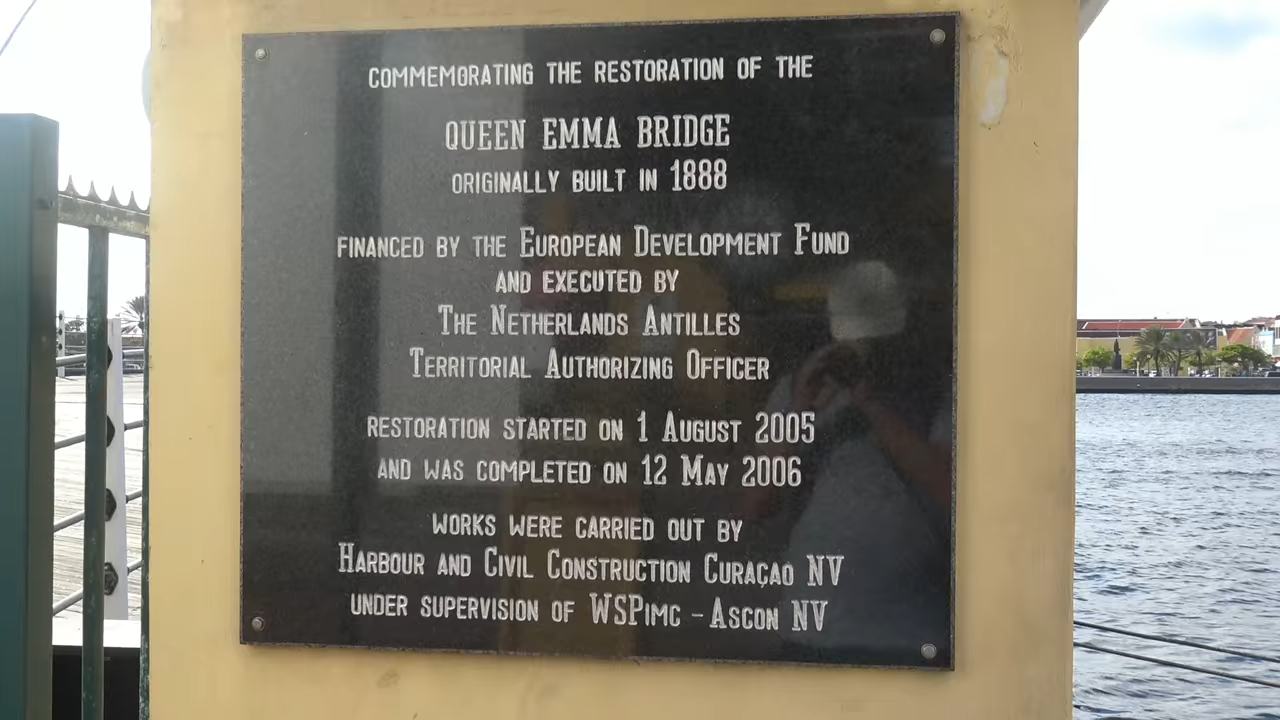 COMMEMORATING THE RESTORATION OF THE
QUEEN EMMA BRIDGE
ORIGINALLY BUILT IN 1888
FINANCED BY THE EUROPEAN DEVELOPMENT FUND
AND EXECUTED BY
THE NETHERLANDS ANTILLES
TERRITORIAL AUTHORIZING OFFICER
RESTORATION STARTED ON 1 AUGUST 2005
AND WAS COMPLETED ON 12 MAY 2006
WORKS WERE CARRIED OUT BY
HARBOUR AND CIVIL CONSTRUCTION CURAÇAO NV
UNDER SUPERVISION OF WSPIMC - ASCON NV